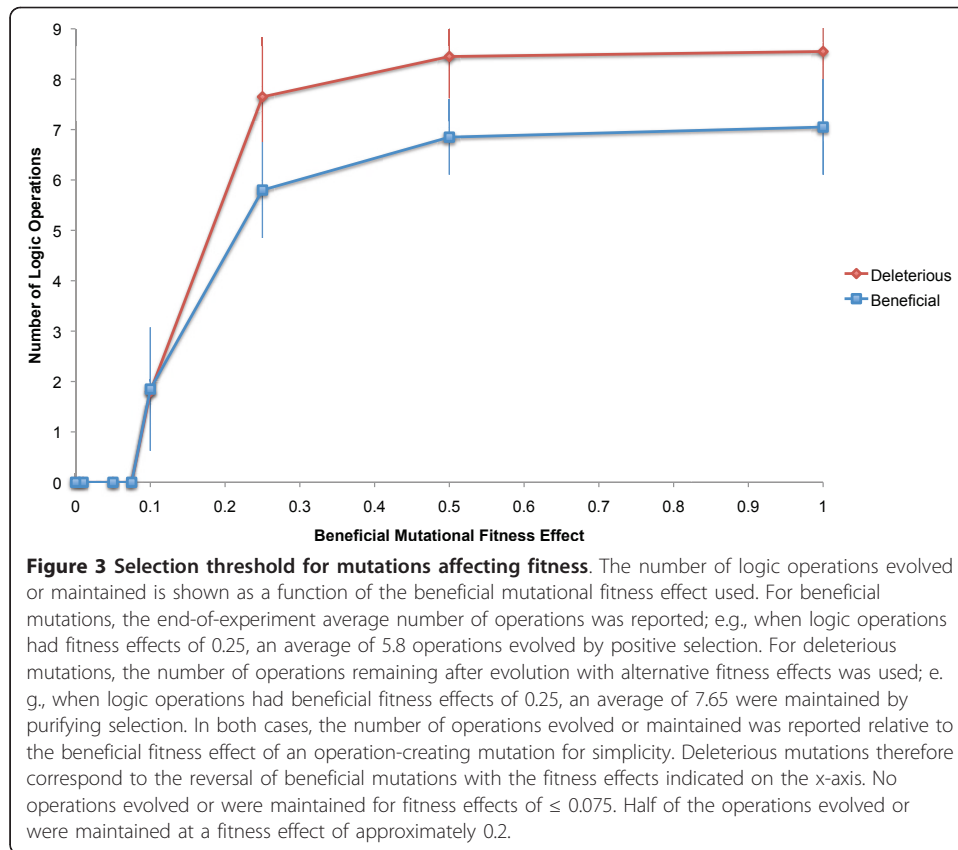 9
8
7
6
5
4
3
2
1
0
Number of Logic Operations
0 0.1 0.2 0.3 0.4 0.5 0.6 0.7 0.8 0.9 1
Beneficial Mutational Fitness Effect
Deleterious
Beneficial
Figure 3 Selection threshold for mutations affecting fitness. The number of logic operations evolved
or maintained is shown as a function of the beneficial mutational fitness effect used. For beneficial
mutations, the end-of-experiment average number of operations was reported; e.g., when logic operations
had fitness effects of 0.25, an average of 5.8 operations evolved by positive selection. For deleterious
mutations, the number of operations remaining after evolution with alternative fitness effects was used; e.
g., when logic operations had beneficial fitness effects of 0.25, an average of 7.65 were maintained by
purifying selection. In both cases, the number of operations evolved or maintained was reported relative to
the beneficial fitness effect of an operation-creating mutation for simplicity. Deleterious mutations therefore
correspond to the reversal of beneficial mutations with the fitness effects indicated on the x-axis. No
operations evolved or were maintained for fitness effects of ≤ 0.075. Half of the operations evolved or
were maintained at a fitness effect of approximately 0.2.